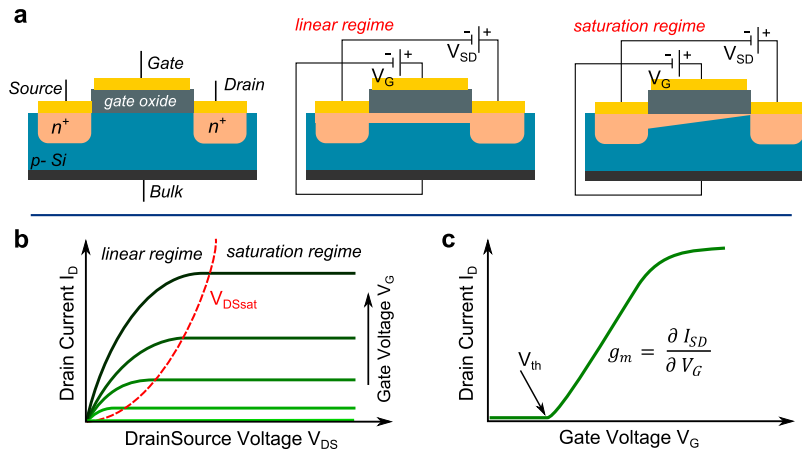 a
linear regime
saturation regime
Gate
Source
Drain
gate oxide
n+
n+
p- Si
Bulk
- +
V_SD
- +
V_G
- +
V_SD
- +
V_G
b
linear regime
saturation regime
V_DSsat
Gate Voltage V_G
Drain Current I_D
DrainSource Voltage V_DS
c
Drain Current I_D
V_th
g_m = ∂ I_SD / ∂ V_G
Gate Voltage V_G